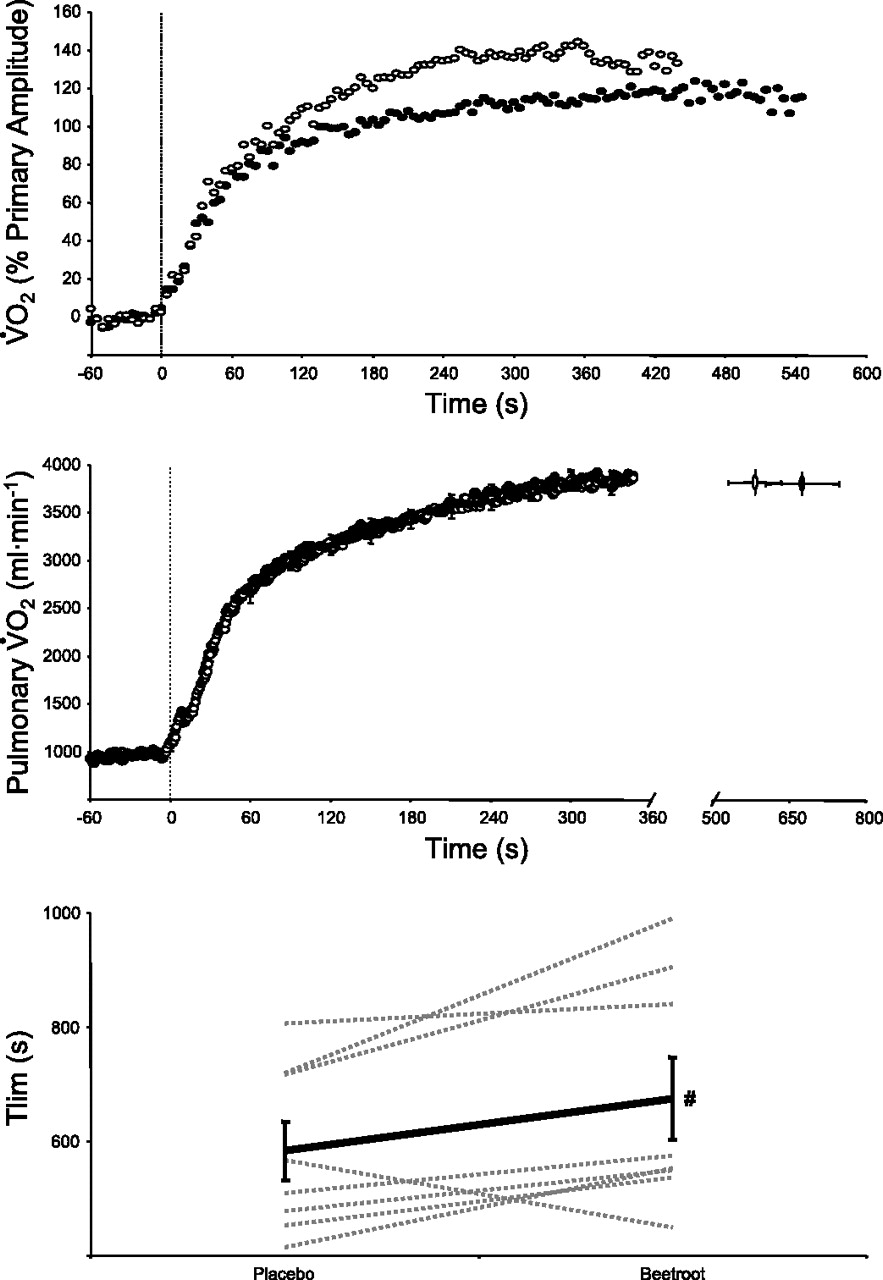 160
140
120
100
80
60
40
20
0
V̇O2 (% Primary Amplitude)
-60 0 60 120 180 240 300 360 420 480 540 600
Time (s)
4000
3500
3000
2500
2000
1500
1000
Pulmonary V̇O2 (ml·min-1)
-60 0 60 120 180 240 300 360 500 650 800
Time (s)
1000
800
600
Tlim (s)
#
Placebo Beetroot